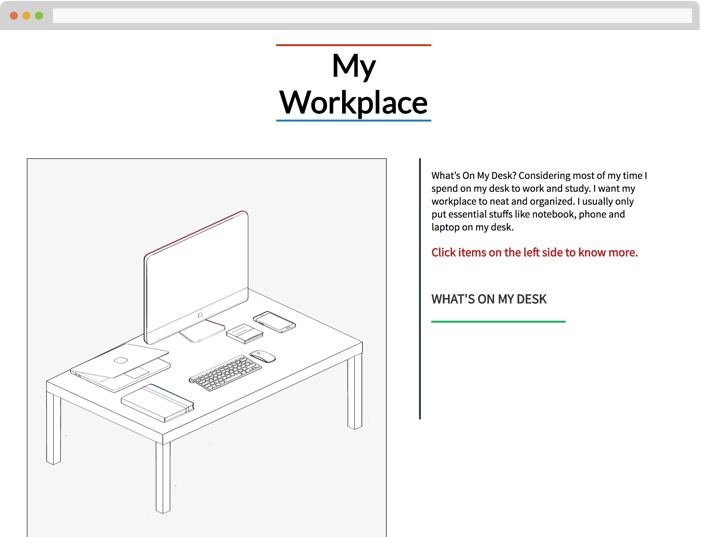 My
Workplace
What's On My Desk? Considering most of my time I
spend on my desk to work and study. I want my
workplace to neat and organized. I usually only
put essential stuffs like notebook, phone and
laptop on my desk.
Click items on the left side to know more.
WHAT'S ON MY DESK